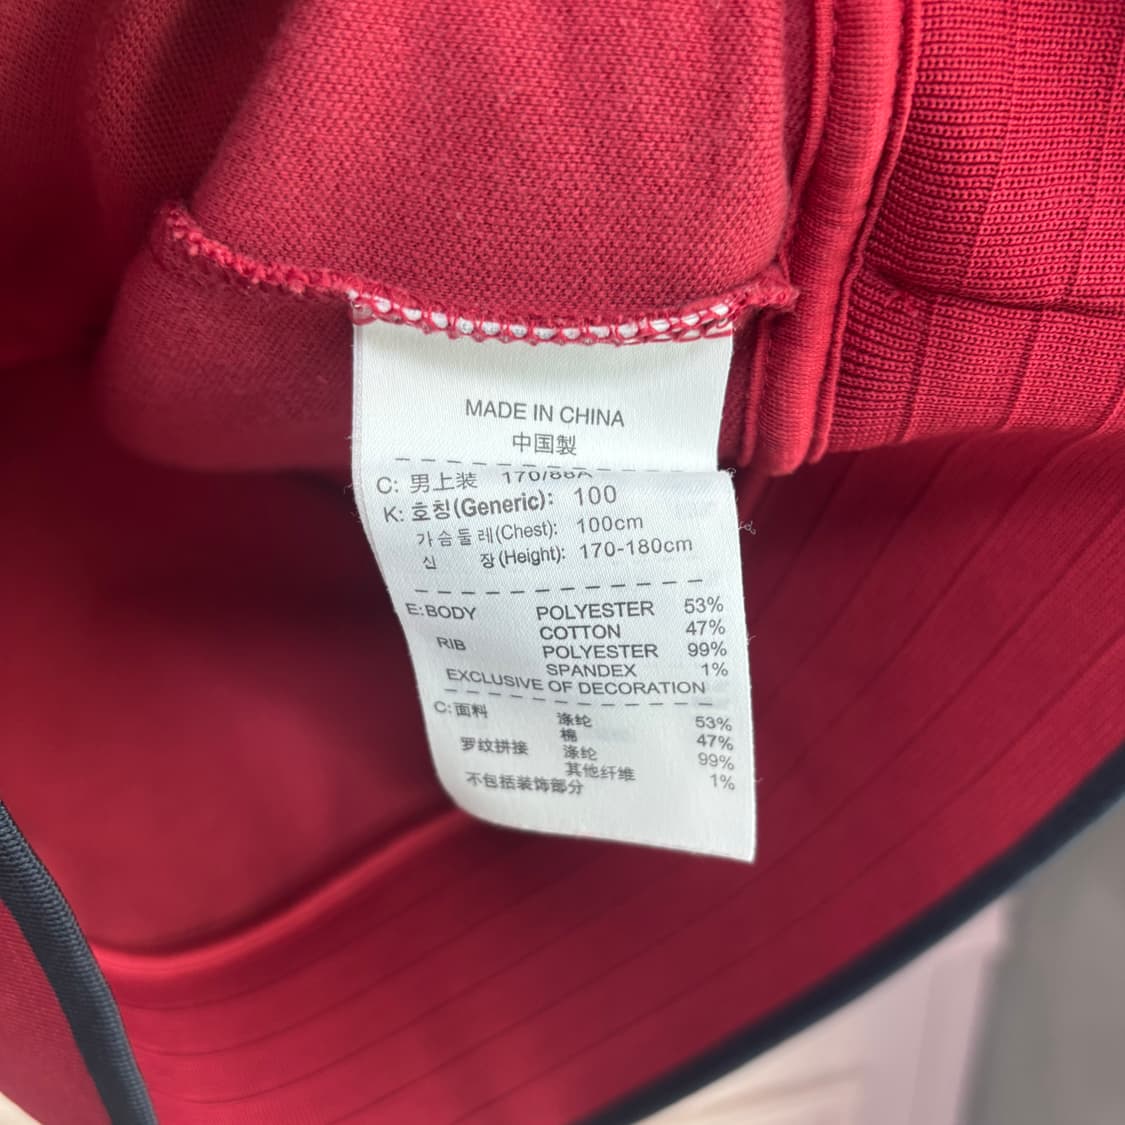 MADE IN CHINA
中国製
C: 男上装 170/88A
K: 호칭(Generic): 100
가슴둘레(Chest): 100cm
신 장(Height): 170-180cm
E:BODY POLYESTER 53%
COTTON 47%
RIB POLYESTER 99%
SPANDEX 1%
EXCLUSIVE OF DECORATION
C:面料 涤纶 53%
棉 47%
罗纹拼接 涤纶 99%
其他纤维 1%
不包括装饰部分